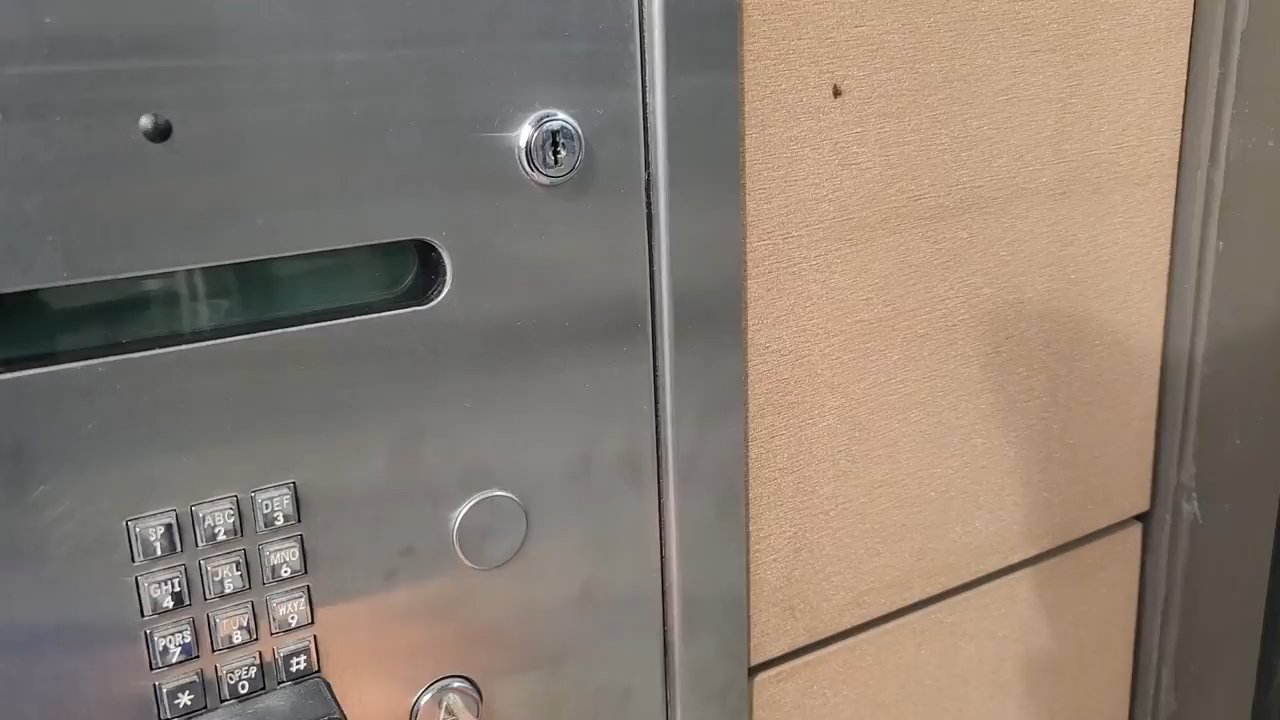 SP ABC DEF
1 2 3
GHI JKL MNO
4 5 6
PQRS TUV WXYZ
7 8 9
* OPER #
0
A